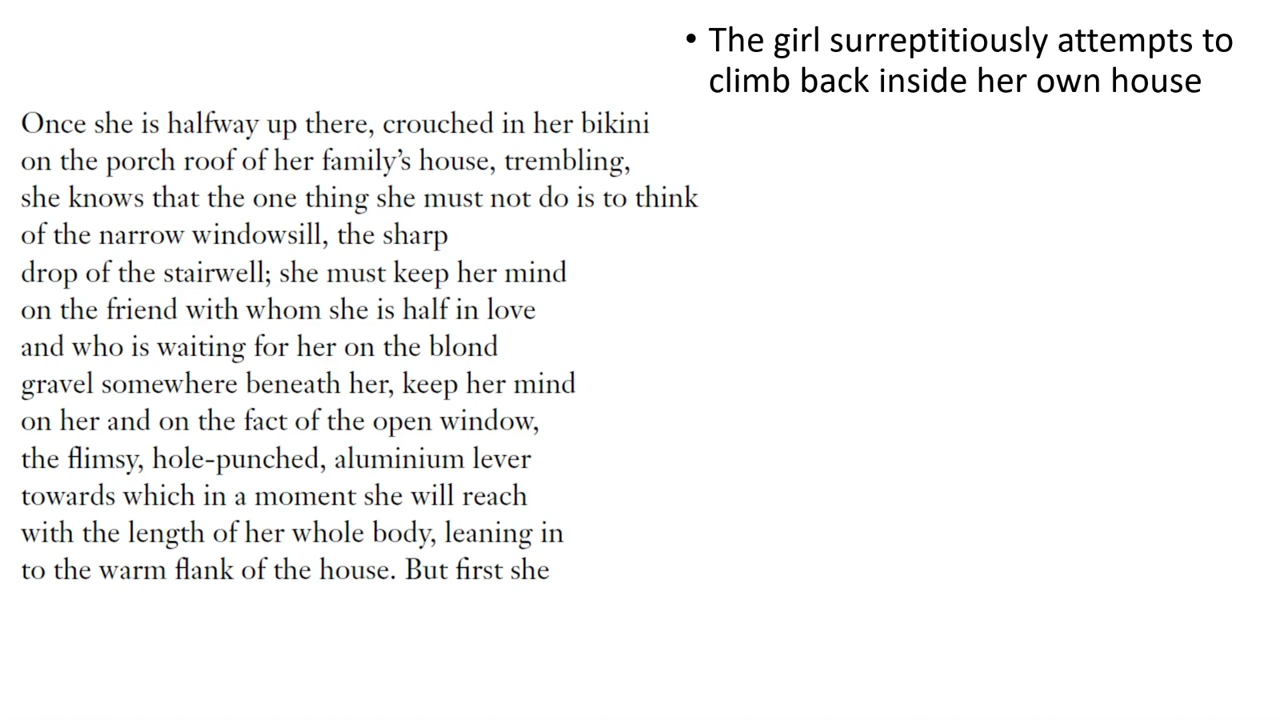 • The girl surreptitiously attempts to
climb back inside her own house
Once she is halfway up there, crouched in her bikini
on the porch roof of her family’s house, trembling,
she knows that the one thing she must not do is to think
of the narrow windowsill, the sharp
drop of the stairwell; she must keep her mind
on the friend with whom she is half in love
and who is waiting for her on the blond
gravel somewhere beneath her, keep her mind
on her and on the fact of the open window,
the flimsy, hole-punched, aluminium lever
towards which in a moment she will reach
with the length of her whole body, leaning in
to the warm flank of the house. But first she